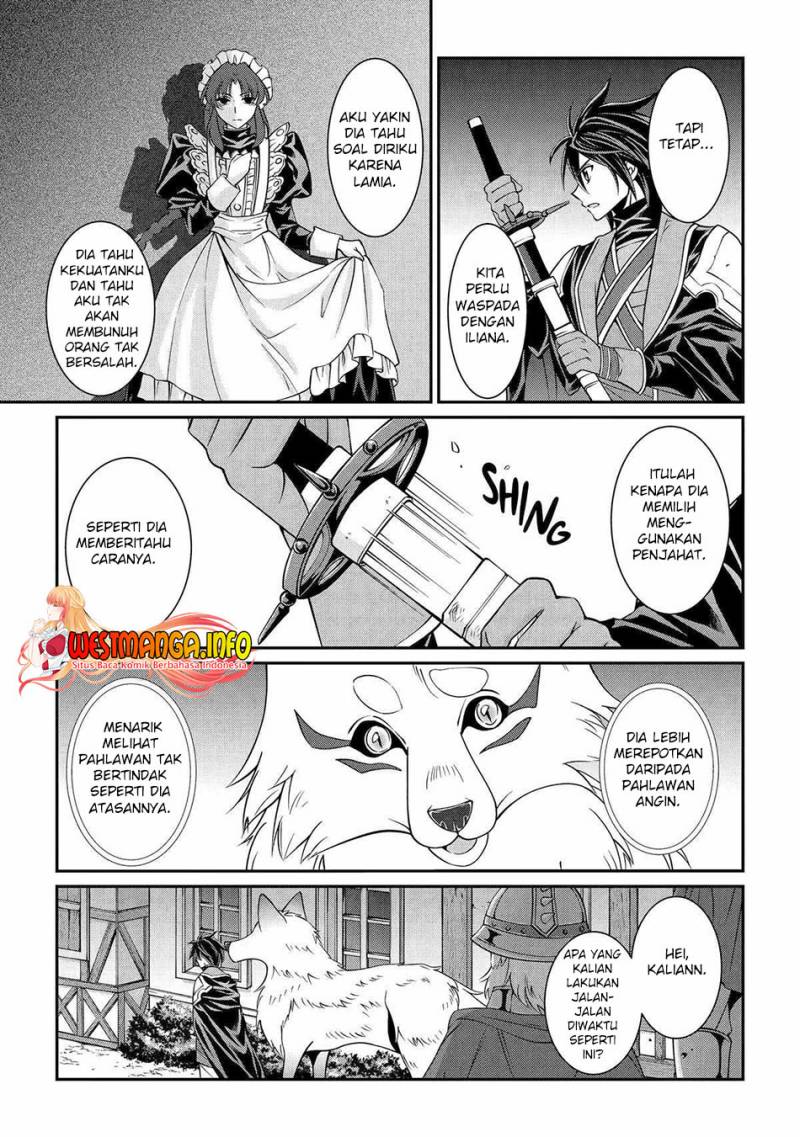 TAPI
TETAP...
KITA
PERLU
WASPADA
DENGAN
ILIANA.
AKU YAKIN
DIA TAHU
SOAL DIRIKU
KARENA
LAMIA.
DIA TAHU
KEKUATANKU
DAN TAHU
AKU TAK
AKAN
MEMBUNUH
ORANG TAK
BERSALAH.
ITULAH
KENAPA DIA
MEMILIH
MENG-
GUNAKAN
PENJAHAT.
SHING
SEPERTI DIA
MEMBERITAHU
CARANYA.
WESTMANGA.INFO
Situs Baca Komik Berbahasa Indonesia
DIA LEBIH
MEREPOTKAN
DARIPADA
PAHLAWAN
ANGIN.
MENARIK
MELIHAT
PAHLAWAN TAK
BERTINDAK
SEPERTI DIA
ATASANNYA.
HEI,
KALIANN.
APA YANG
KALIAN
LAKUKAN
JALAN-
JALAN
DIWAKTU
SEPERTI
INI?